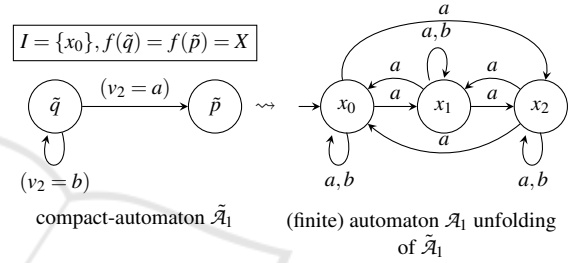 I = {x₀}, f(q̃) = f(p̃) = X
a
a,b
(v₂ = a)
a
a
q̃
p̃
⇝
x₀
a
x₁
a
x₂
a
(v₂ = b)
a,b
a,b
compact-automaton Ã₁
(finite) automaton A₁ unfolding
of Ã₁